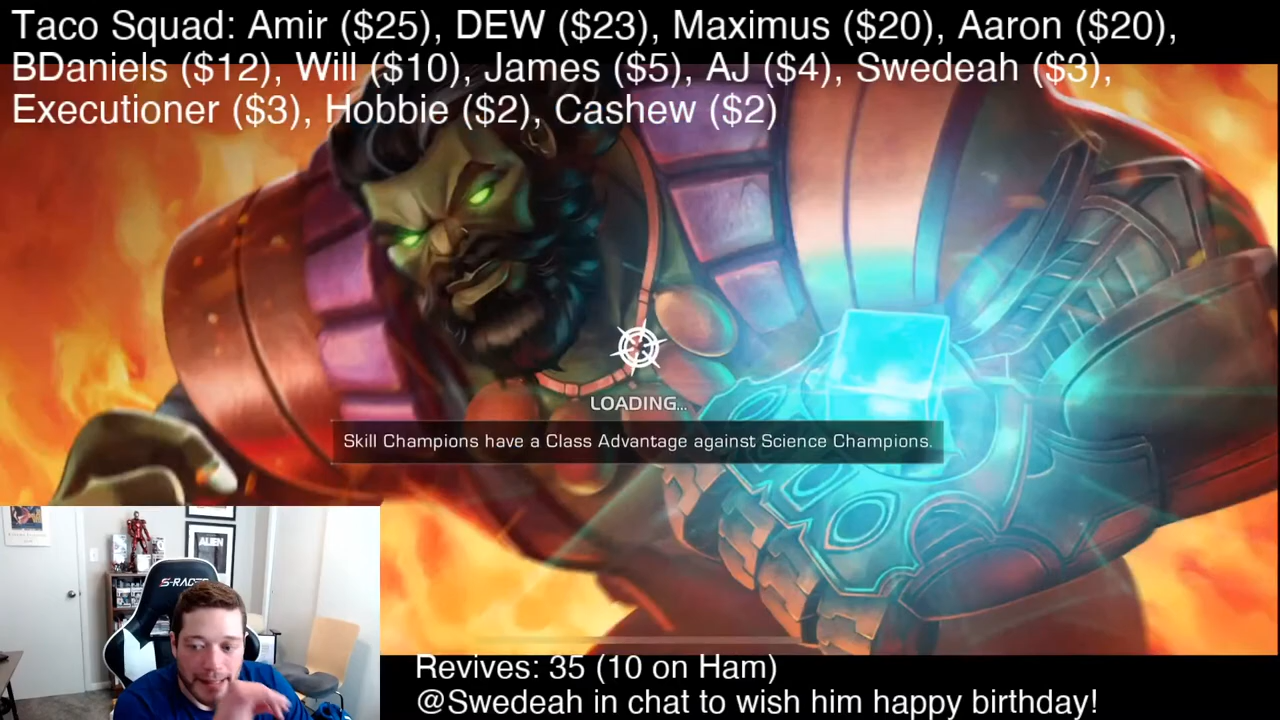 Taco Squad: Amir ($25), DEW ($23), Maximus ($20), Aaron ($20),
BDaniels ($12), Will ($10), James ($5), AJ ($4), Swedeah ($3),
Executioner ($3), Hobbie ($2), Cashew ($2)
LOADING...
Skill Champions have a Class Advantage against Science Champions.
ALIEN
S-RACER
Revives: 35 (10 on Ham)
@Swedeah in chat to wish him happy birthday!